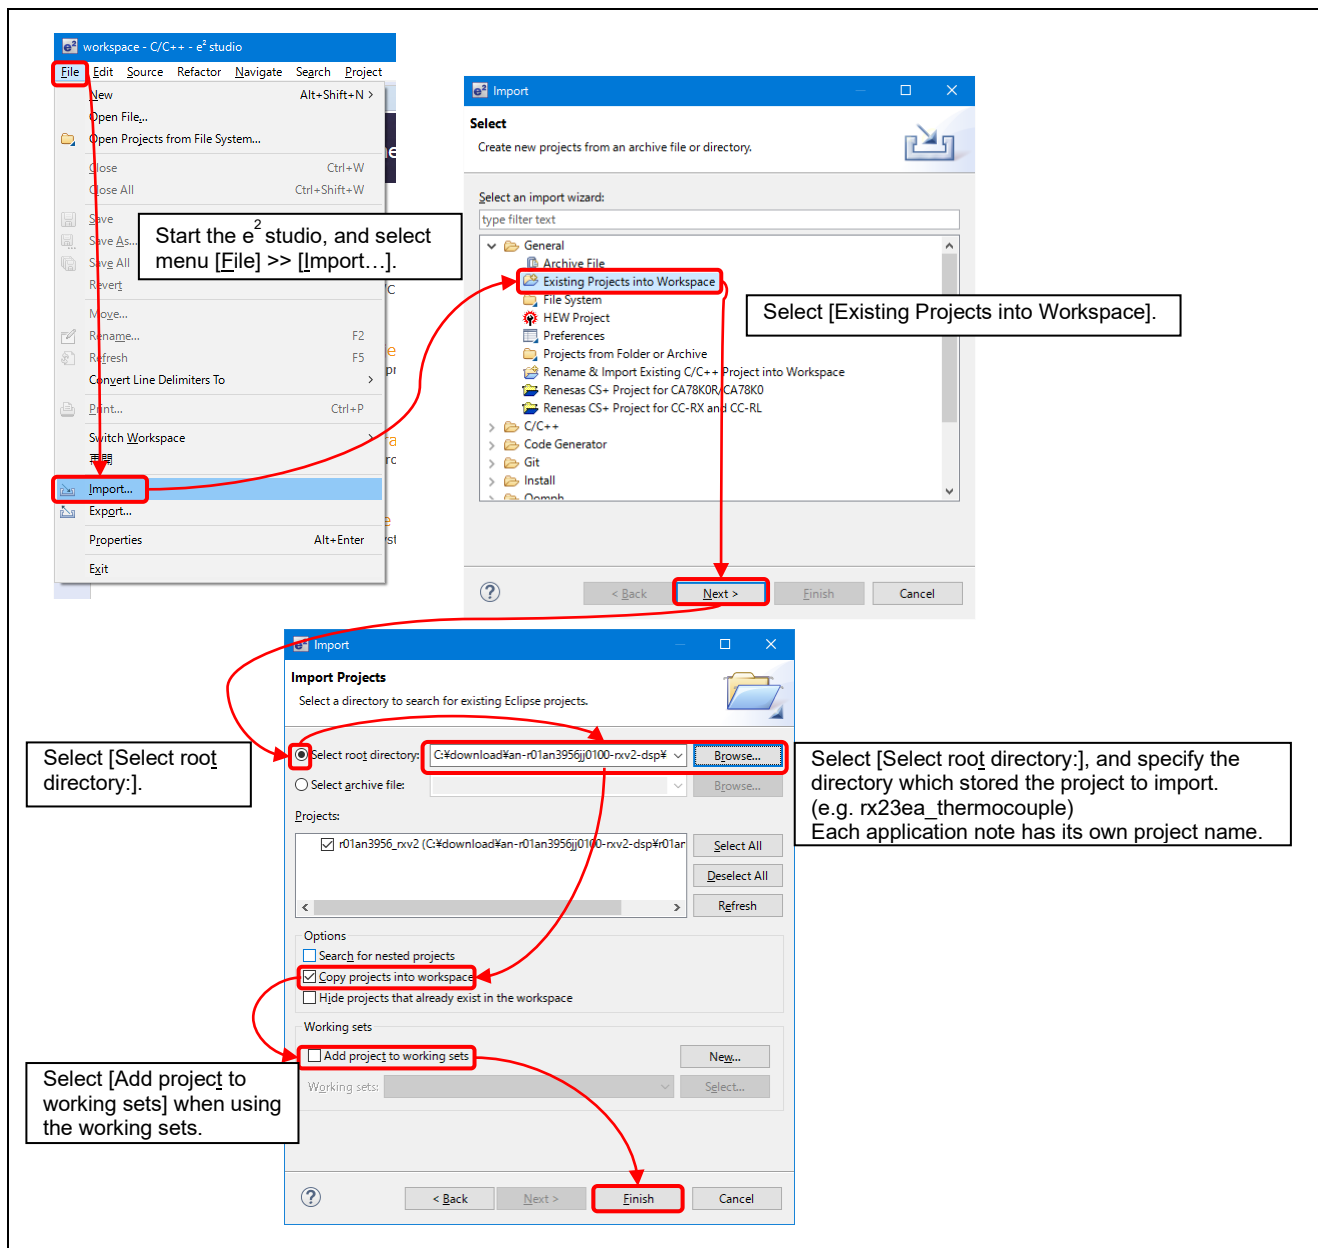 workspace - C/C++ - e² studio
File Edit Source Refactor Navigate Search Project
New Alt+Shift+N >
Open File...
Open Projects from File System...
Close Ctrl+W
Close All Ctrl+Shift+W
Save
Save As...
Save All
Revert
Move...
Rename... F2
Refresh F5
Convert Line Delimiters To >
Print... Ctrl+P
Switch Workspace >
再開
Import...
Export...
Properties Alt+Enter
Exit
Start the e² studio, and select
menu [File] >> [Import…].
Import
Select
Create new projects from an archive file or directory.
Select an import wizard:
type filter text
General
Archive File
Existing Projects into Workspace
File System
HEW Project
Preferences
Projects from Folder or Archive
Rename & Import Existing C/C++ Project into Workspace
Renesas CS+ Project for CA78K0R/CA78K0
Renesas CS+ Project for CC-RX and CC-RL
C/C++
Code Generator
Git
Install
Oomph
< Back Next > Finish Cancel
Select [Existing Projects into Workspace].
Import
Import Projects
Select a directory to search for existing Eclipse projects.
Select root directory: C:¥download¥an-r01an3956jj0100-rxv2-dsp¥ Browse...
Select archive file: Browse...
Projects:
r01an3956_rxv2 (C:¥download¥an-r01an3956jj0100-rxv2-dsp¥r01ar
Select All
Deselect All
Refresh
Options
Search for nested projects
Copy projects into workspace
Hide projects that already exist in the workspace
Working sets
Add project to working sets New...
Working sets: Select...
< Back Next > Finish Cancel
Select [Select root
directory:].
Select [Select root directory:], and specify the
directory which stored the project to import.
(e.g. rx23ea_thermocouple)
Each application note has its own project name.
Select [Add project to
working sets] when using
the working sets.